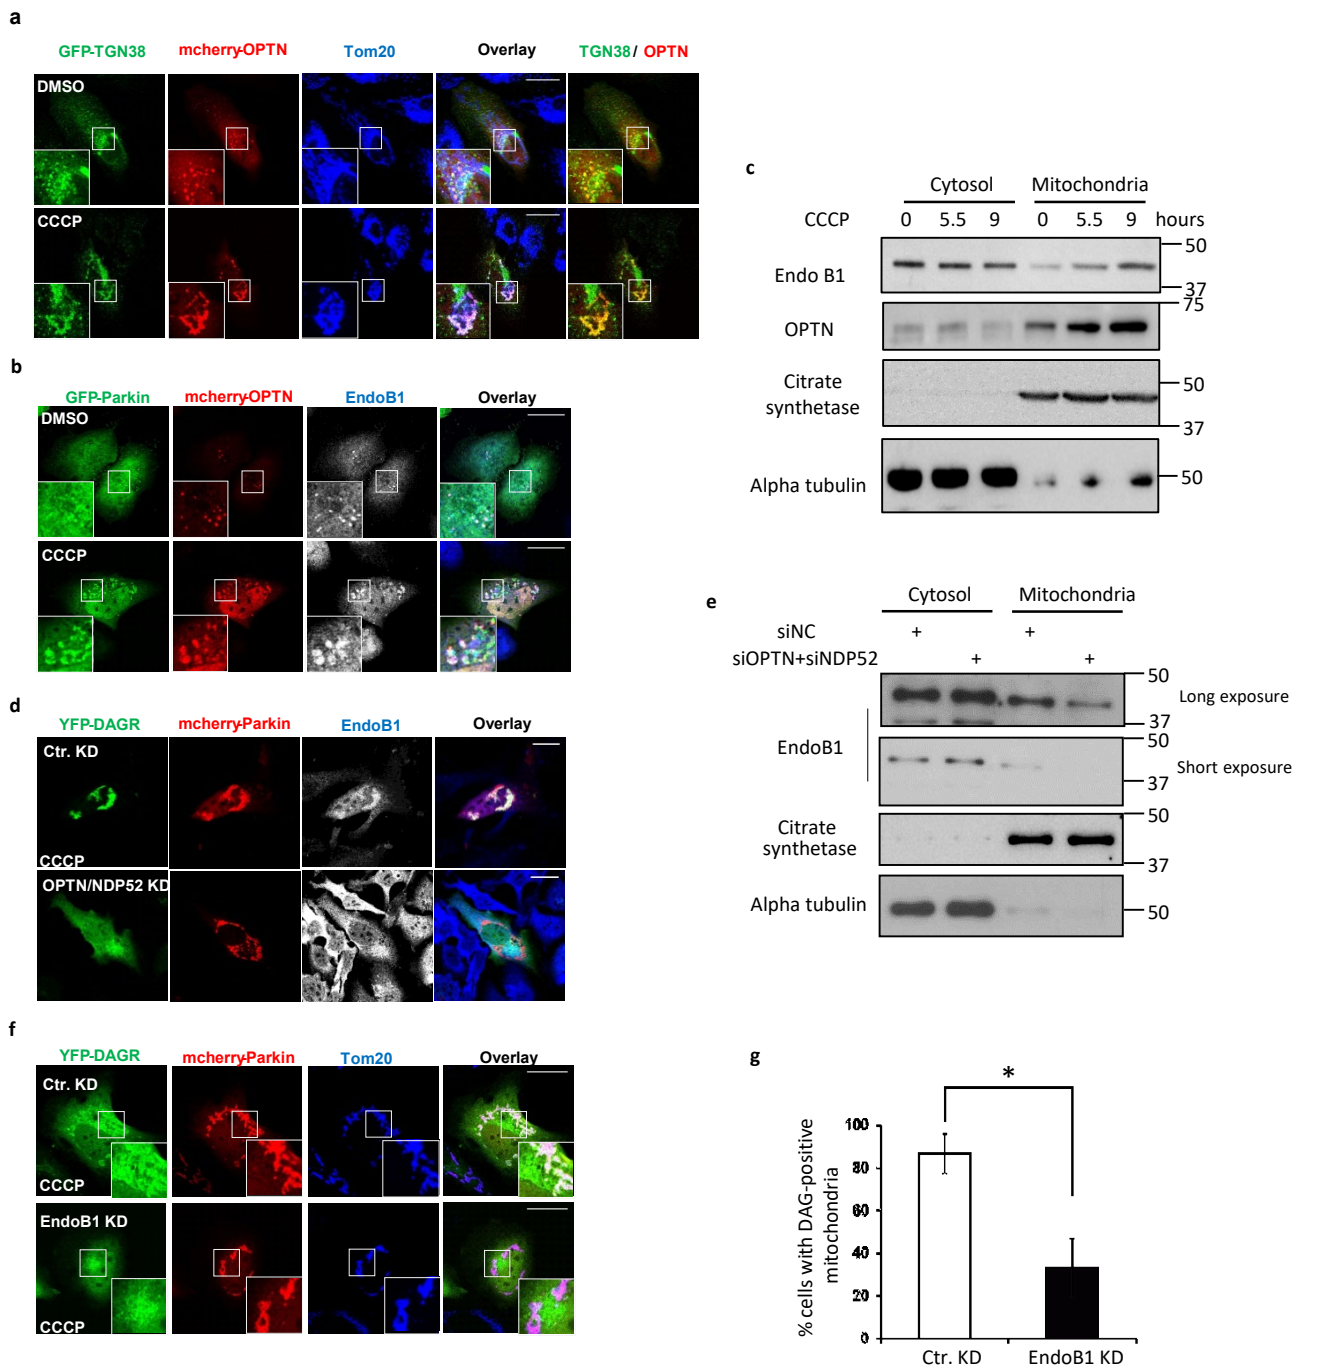 a
GFP-TGN38 mcherry-OPTN Tom20 Overlay TGN38/ OPTN
DMSO
CCCP
b
GFP-Parkin mcherry-OPTN EndoB1 Overlay
DMSO
CCCP
c
Cytosol Mitochondria
CCCP 0 5.5 9 0 5.5 9 hours
Endo B1 50
37
OPTN 75
Citrate synthetase 50
37
Alpha tubulin 50
d
YFP-DAGR mcherry-Parkin EndoB1 Overlay
Ctr. KD
CCCP
OPTN/NDP52 KD
e
Cytosol Mitochondria
siNC + +
siOPTN+siNDP52 + +
EndoB1
50
Long exposure
37
50
Short exposure
37
Citrate synthetase 50
37
Alpha tubulin 50
f
YFP-DAGR mcherry-Parkin Tom20 Overlay
Ctr. KD
CCCP
EndoB1 KD
CCCP
g
*
% cells with DAG-positive mitochondria
100
80
60
40
20
0
Ctr. KD EndoB1 KD